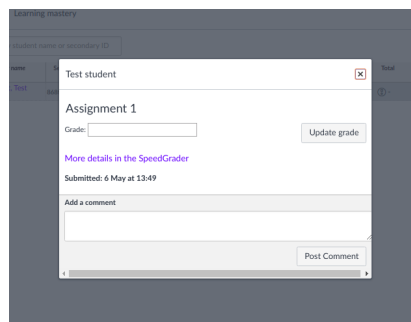 Learning mastery
student name or secondary ID
name
Total
Test
Test student
Assignment 1
Grade:
Update grade
More details in the SpeedGrader
Submitted: 6 May at 13:49
Add a comment
Post Comment